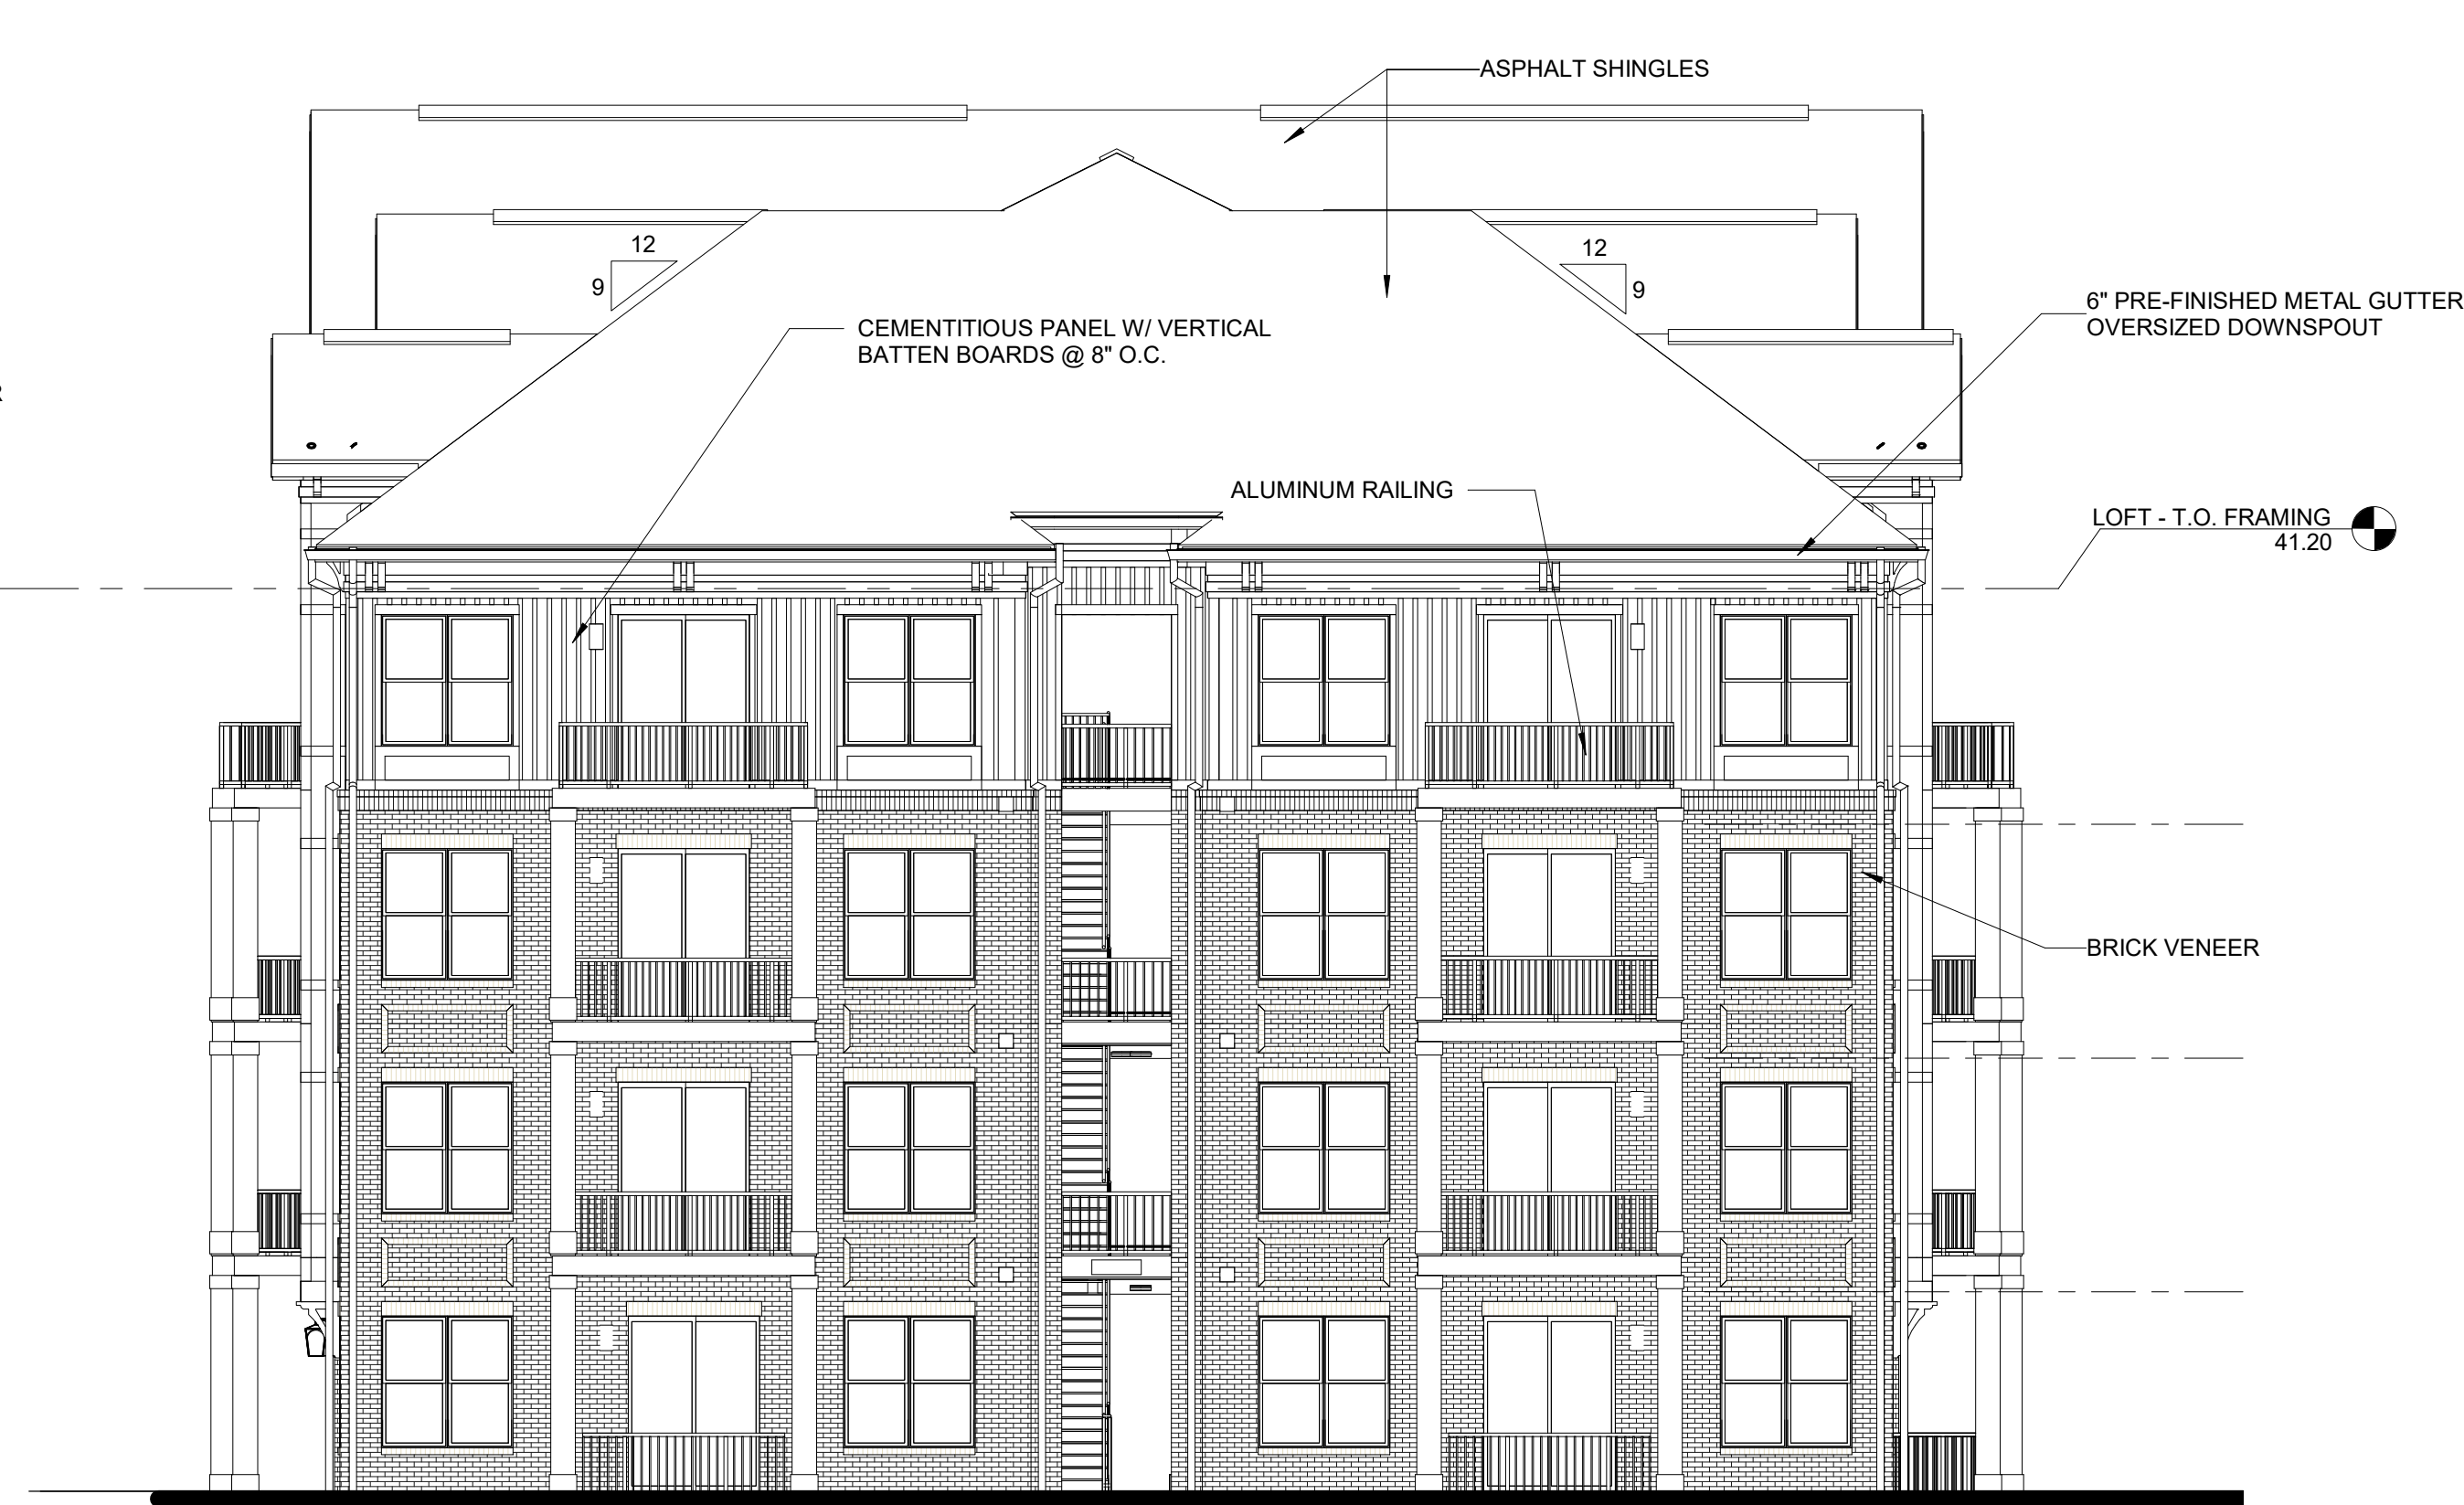 ASPHALT SHINGLES
12
9
12
9
6" PRE-FINISHED METAL GUTTER
OVERSIZED DOWNSPOUT
CEMENTITIOUS PANEL W/ VERTICAL
BATTEN BOARDS @ 8" O.C.
R
ALUMINUM RAILING
LOFT - T.O. FRAMING
41.20
BRICK VENEER